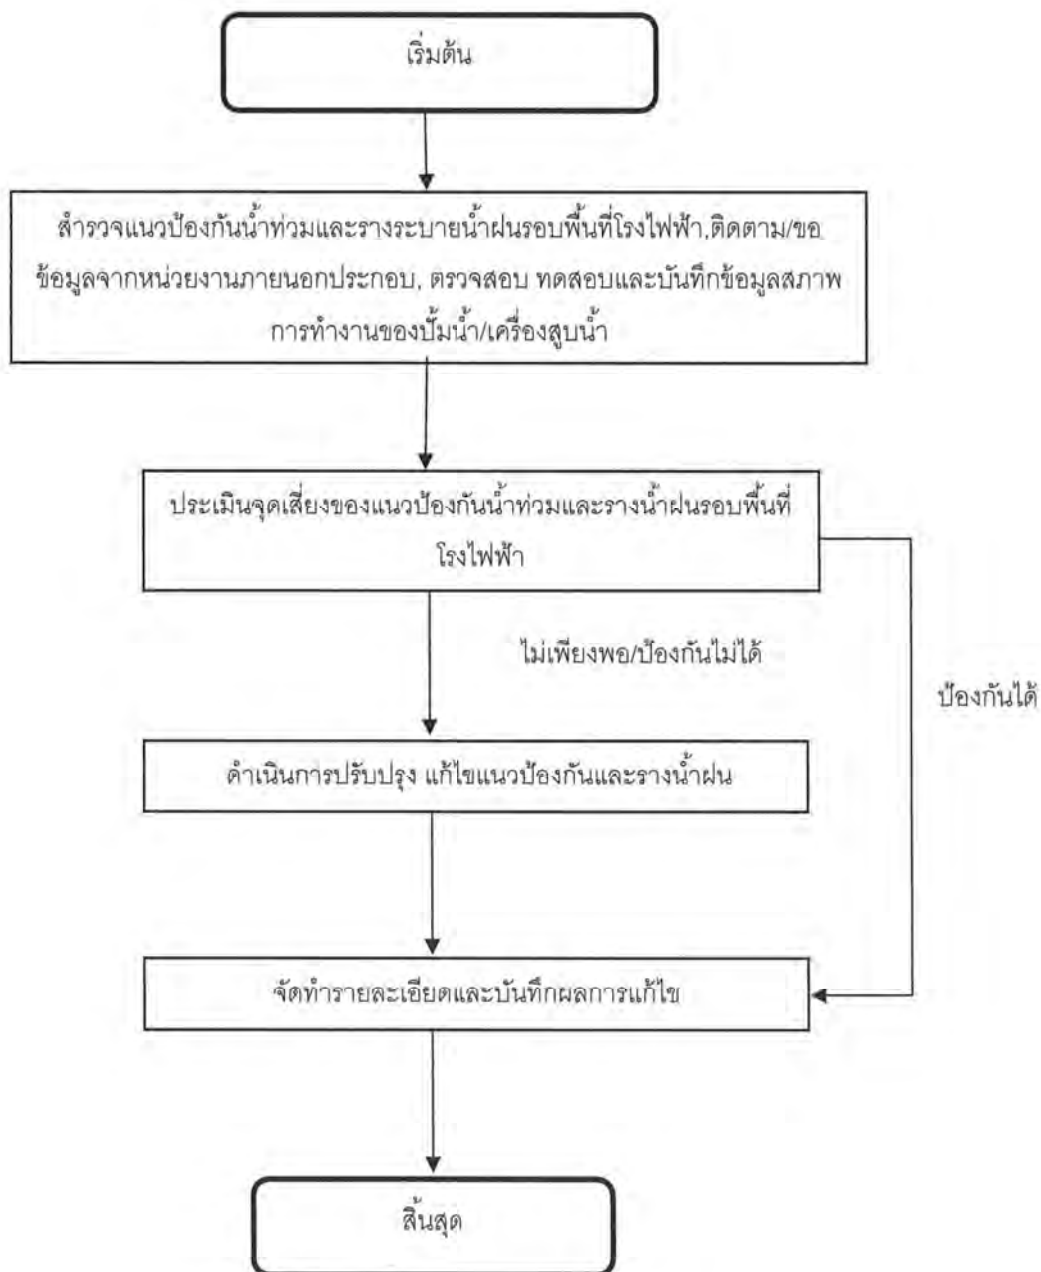 เริ่มต้น
สำรวจแนวป้องกันน้ำท่วมและรางระบายน้ำฝนรอบพื้นที่โรงไฟฟ้า,ติดตาม/ขอ
ข้อมูลจากหน่วยงานภายนอกประกอบ, ตรวจสอบ ทดสอบและบันทึกข้อมูลสภาพ
การทำงานของปั้มน้ำ/เครื่องสูบน้ำ
ประเมินจุดเสี่ยงของแนวป้องกันน้ำท่วมและรางน้ำฝนรอบพื้นที่
โรงไฟฟ้า
ไม่เพียงพอ/ป้องกันไม่ได้
ป้องกันได้
ดำเนินการปรับปรุง แก้ไขแนวป้องกันและรางน้ำฝน
จัดทำรายละเอียดและบันทึกผลการแก้ไข
สิ้นสุด